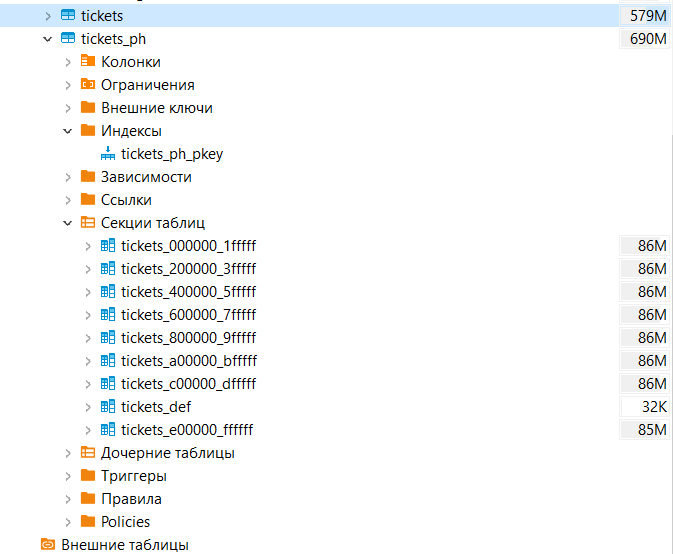 tickets 579M
tickets_ph 690M
Колонки
Ограничения
Внешние ключи
Индексы
tickets_ph_pkey
Зависимости
Ссылки
Секции таблиц
tickets_000000_1fffff 86M
tickets_200000_3fffff 86M
tickets_400000_5fffff 86M
tickets_600000_7fffff 86M
tickets_800000_9fffff 86M
tickets_a00000_bfffff 86M
tickets_c00000_dfffff 86M
tickets_def 32K
tickets_e00000_ffffff 85M
Дочерние таблицы
Триггеры
Правила
Policies
Внешние таблицы